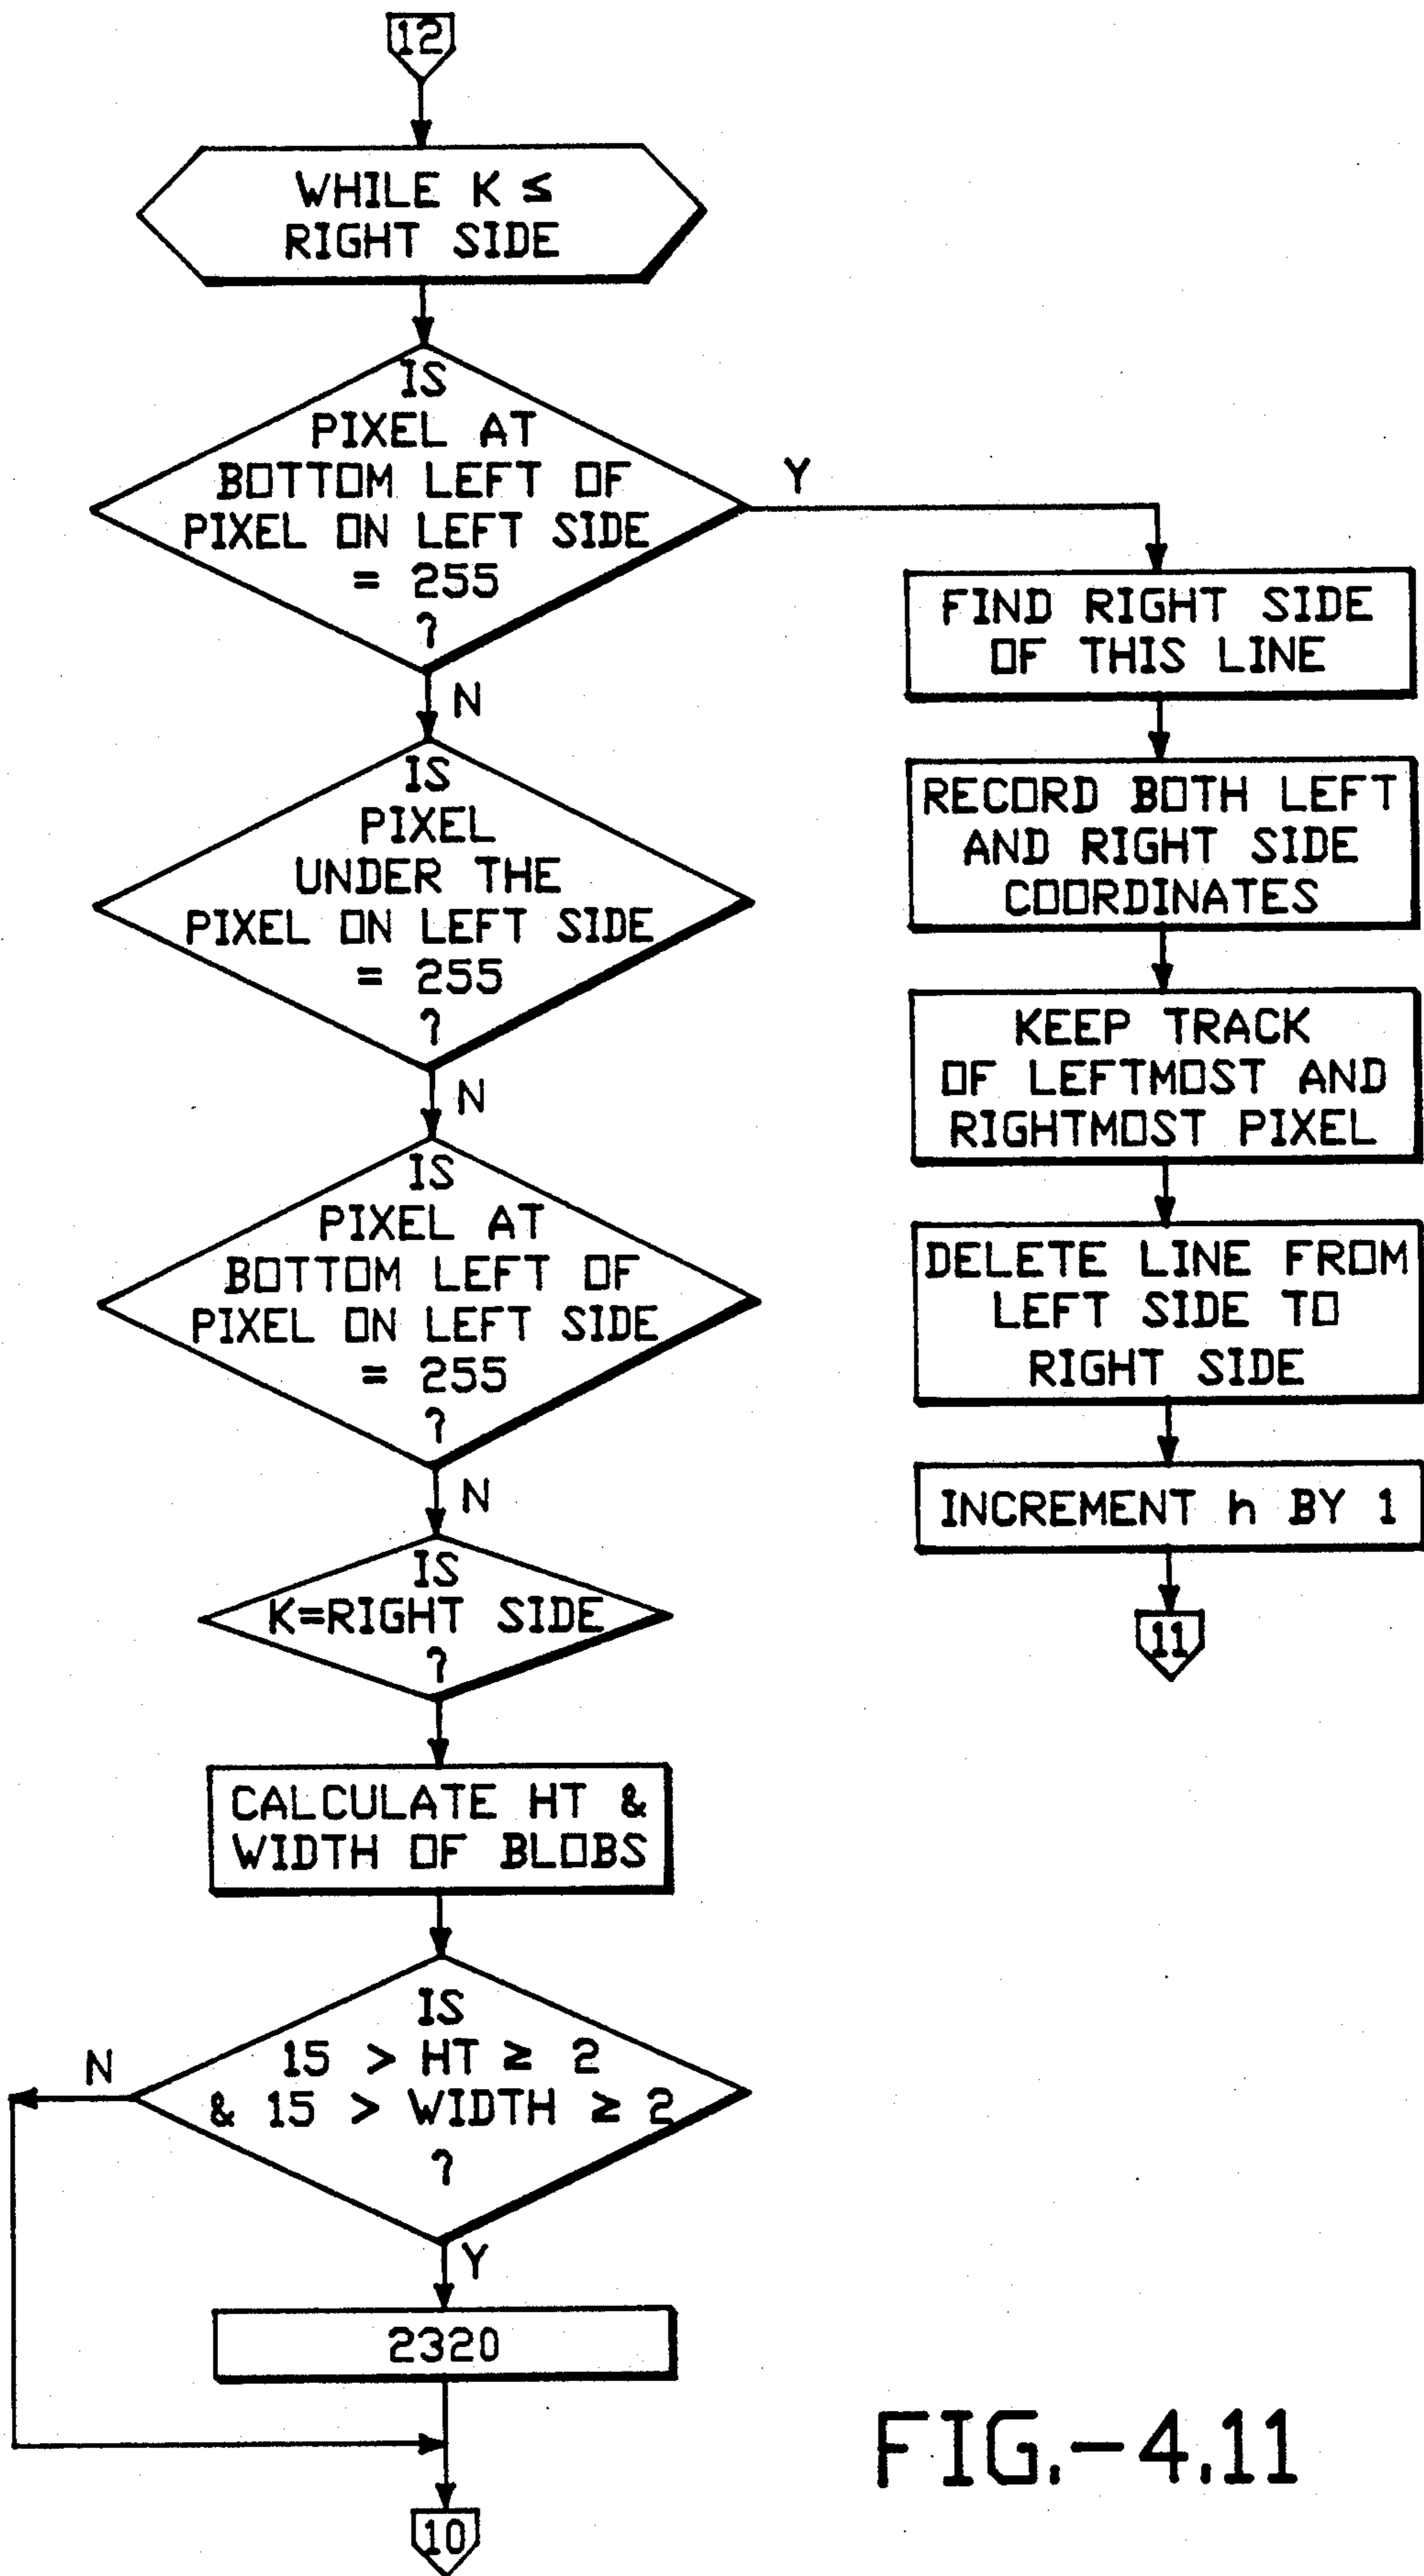 12
WHILE K ≤
RIGHT SIDE
IS
PIXEL AT
BOTTOM LEFT OF
PIXEL ON LEFT SIDE
= 255
?
Y
N
IS
PIXEL
UNDER THE
PIXEL ON LEFT SIDE
= 255
?
N
IS
PIXEL AT
BOTTOM LEFT OF
PIXEL ON LEFT SIDE
= 255
?
N
IS
K=RIGHT SIDE
?
CALCULATE HT &
WIDTH OF BLOBS
IS
15 > HT ≥ 2
& 15 > WIDTH ≥ 2
?
N
Y
2320
10
FIND RIGHT SIDE
OF THIS LINE
RECORD BOTH LEFT
AND RIGHT SIDE
COORDINATES
KEEP TRACK
OF LEFTMOST AND
RIGHTMOST PIXEL
DELETE LINE FROM
LEFT SIDE TO
RIGHT SIDE
INCREMENT h BY 1
11
FIG.-4.11